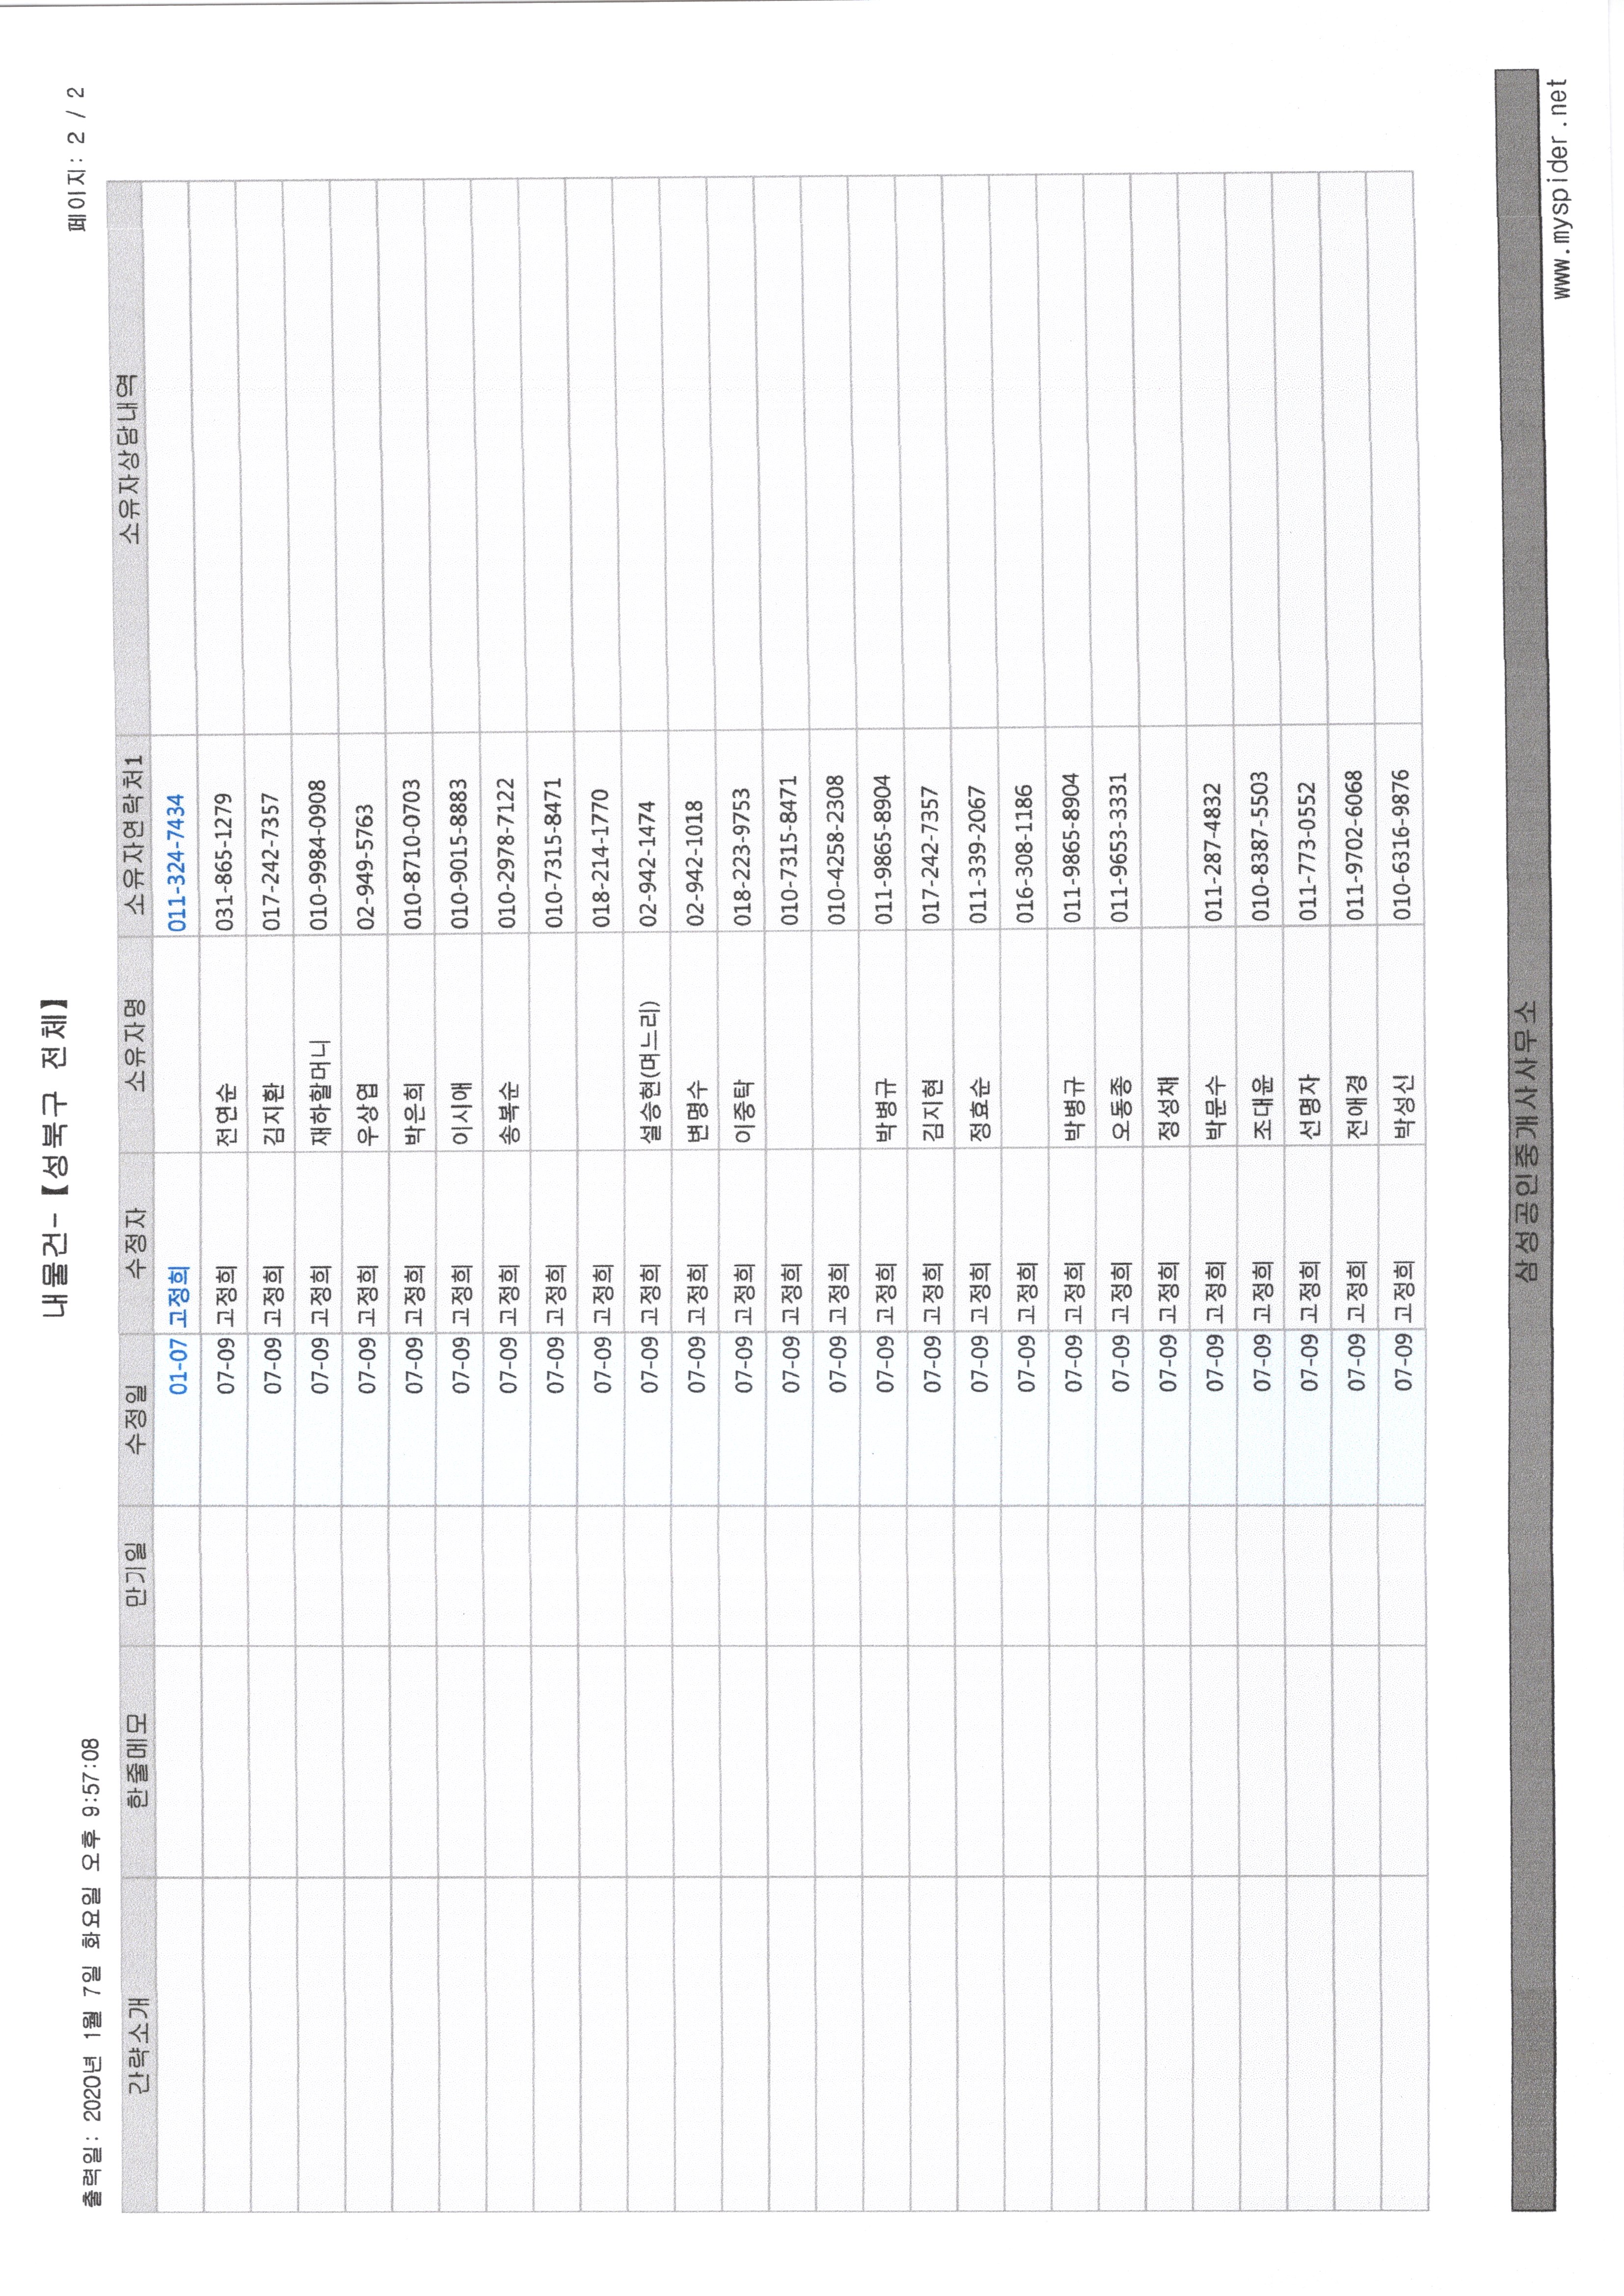 내물건-【성북구 전체】
출력일: 2020년 1월 7일 화요일 오후 9:57:08
페이지: 2 / 2
간략소개 한줄메모 만기일 수정일 수정자 소유자명 소유자연락처1 소유자상담내역
01-07 고정희 011-324-7434
07-09 고정희 전연순 031-865-1279
07-09 고정희 김지환 017-242-7357
07-09 고정희 재하할머니 010-9984-0908
07-09 고정희 우상엽 02-949-5763
07-09 고정희 박은희 010-8710-0703
07-09 고정희 이시애 010-9015-8883
07-09 고정희 송복순 010-2978-7122
07-09 고정희 010-7315-8471
07-09 고정희 018-214-1770
07-09 고정희 설승현(며느리) 02-942-1474
07-09 고정희 변명수 02-942-1018
07-09 고정희 이중탁 018-223-9753
07-09 고정희 010-7315-8471
07-09 고정희 010-4258-2308
07-09 고정희 박병규 011-9865-8904
07-09 고정희 김지현 017-242-7357
07-09 고정희 정효순 011-339-2067
07-09 고정희 016-308-1186
07-09 고정희 박병규 011-9865-8904
07-09 고정희 오동종 011-9653-3331
07-09 고정희 정성채
07-09 고정희 박문수 011-287-4832
07-09 고정희 조대윤 010-8387-5503
07-09 고정희 선명자 011-773-0552
07-09 고정희 전애경 011-9702-6068
07-09 고정희 박성신 010-6316-9876
삼성공인중개사사무소
www.myspider.net